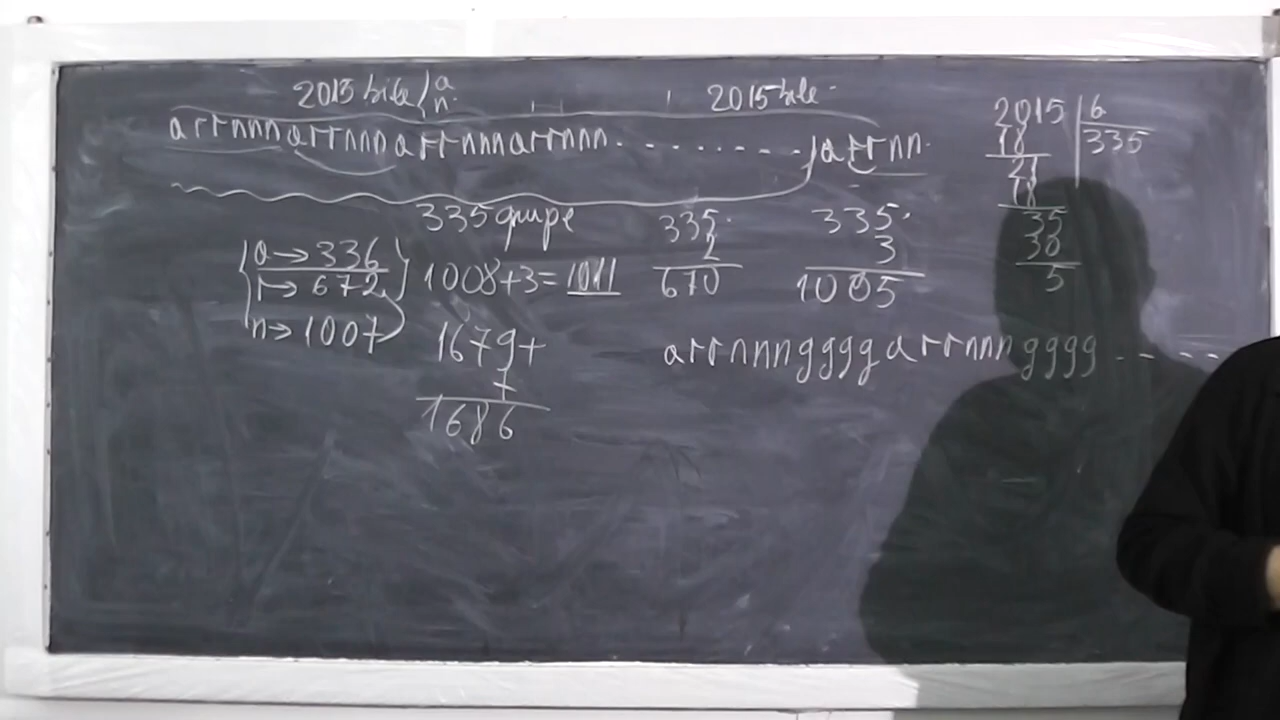 2015 bile { a n.
2015 bile.
arrnnnarrnnnarrnnnarrnnn. . . . . . . . arrnn.
335 grupe
a → 336
r → 672
n → 1007
1008+3=1011
1679+
7
1686
335.
2
670
335.
3
1005
2015 | 6
18 335
21
18
35
30
5
arrnnnggggarrnnngggg . . . .